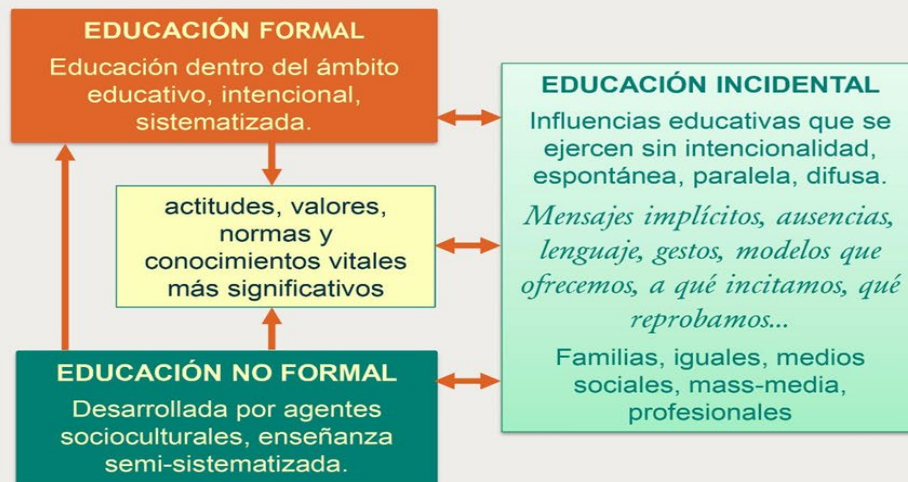 EDUCACIÓN FORMAL
Educación dentro del ámbito
educativo, intencional,
sistematizada.
actitudes, valores,
normas y
conocimientos vitales
más significativos
EDUCACIÓN NO FORMAL
Desarrollada por agentes
socioculturales, enseñanza
semi-sistematizada.
EDUCACIÓN INCIDENTAL
Influencias educativas que se
ejercen sin intencionalidad,
espontánea, paralela, difusa.
Mensajes implícitos, ausencias,
lenguaje, gestos, modelos que
ofrecemos, a qué incitamos, qué
reprobamos...
Familias, iguales, medios
sociales, mass-media,
profesionales